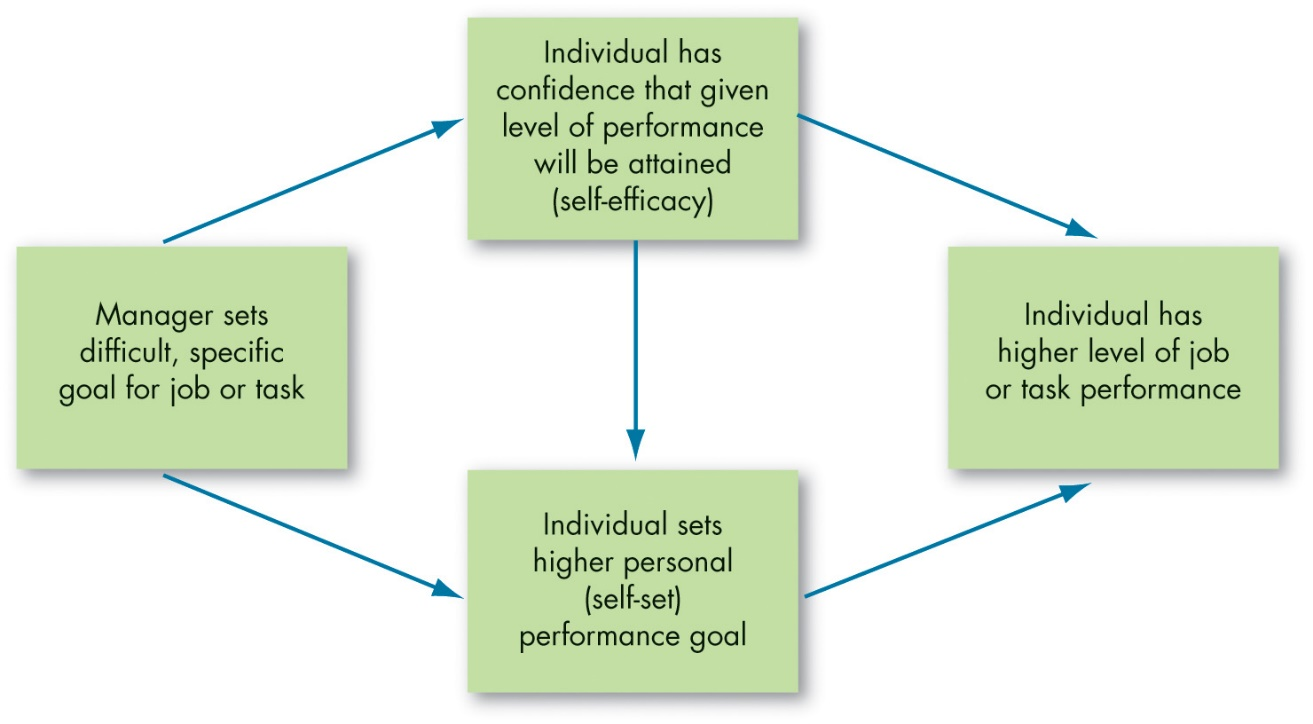 Individual has
confidence that given
level of performance
will be attained
(self-efficacy)
Manager sets
difficult, specific
goal for job or task
Individual has
higher level of job
or task performance
Individual sets
higher personal
(self-set)
performance goal